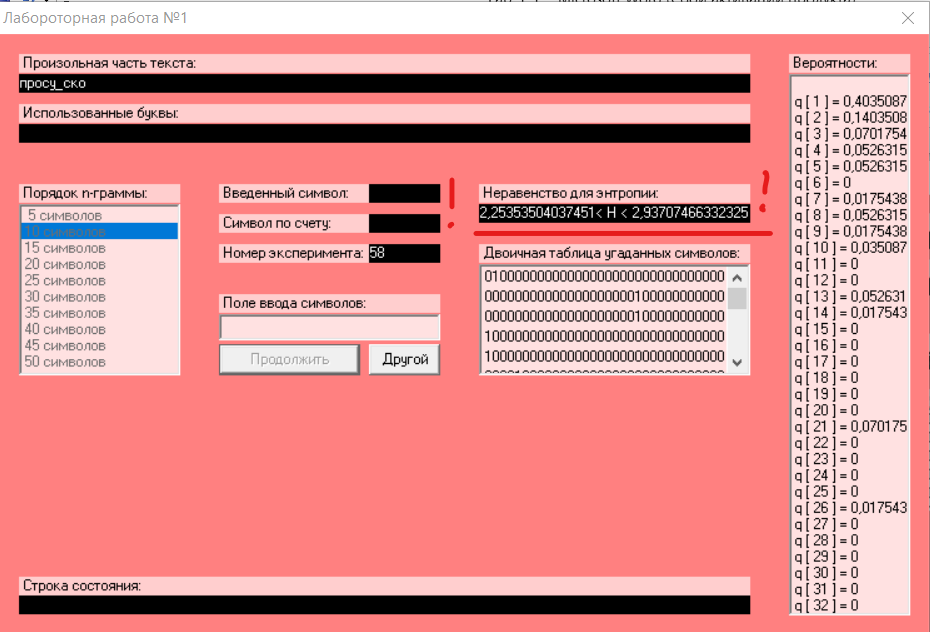 Лабороторная работа №1
Произольная часть текста:
просу_ско
Использованные буквы:
Порядок n-граммы:
5 символов
10 символов
15 символов
20 символов
25 символов
30 символов
35 символов
40 символов
45 символов
50 символов
Введенный символ:
Символ по счету:
Номер эксперимента: 58
Поле ввода символов:
Продолжить
Другой
Неравенство для энтропии:
2,25353504037451< H < 2,93707466332325
Двоичная таблица угаданных символов:
Строка состояния:
Вероятности:
q [ 1 ] = 0,4035087
q [ 2 ] = 0,1403508
q [ 3 ] = 0,0701754
q [ 4 ] = 0,0526315
q [ 5 ] = 0,0526315
q [ 6 ] = 0
q [ 7 ] = 0,0175438
q [ 8 ] = 0,0526315
q [ 9 ] = 0,0175438
q [ 10 ] = 0,035087
q [ 11 ] = 0
q [ 12 ] = 0
q [ 13 ] = 0,052631
q [ 14 ] = 0,017543
q [ 15 ] = 0
q [ 16 ] = 0
q [ 17 ] = 0
q [ 18 ] = 0
q [ 19 ] = 0
q [ 20 ] = 0
q [ 21 ] = 0,070175
q [ 22 ] = 0
q [ 23 ] = 0
q [ 24 ] = 0
q [ 25 ] = 0
q [ 26 ] = 0,017543
q [ 27 ] = 0
q [ 28 ] = 0
q [ 29 ] = 0
q [ 30 ] = 0
q [ 31 ] = 0
q [ 32 ] = 0